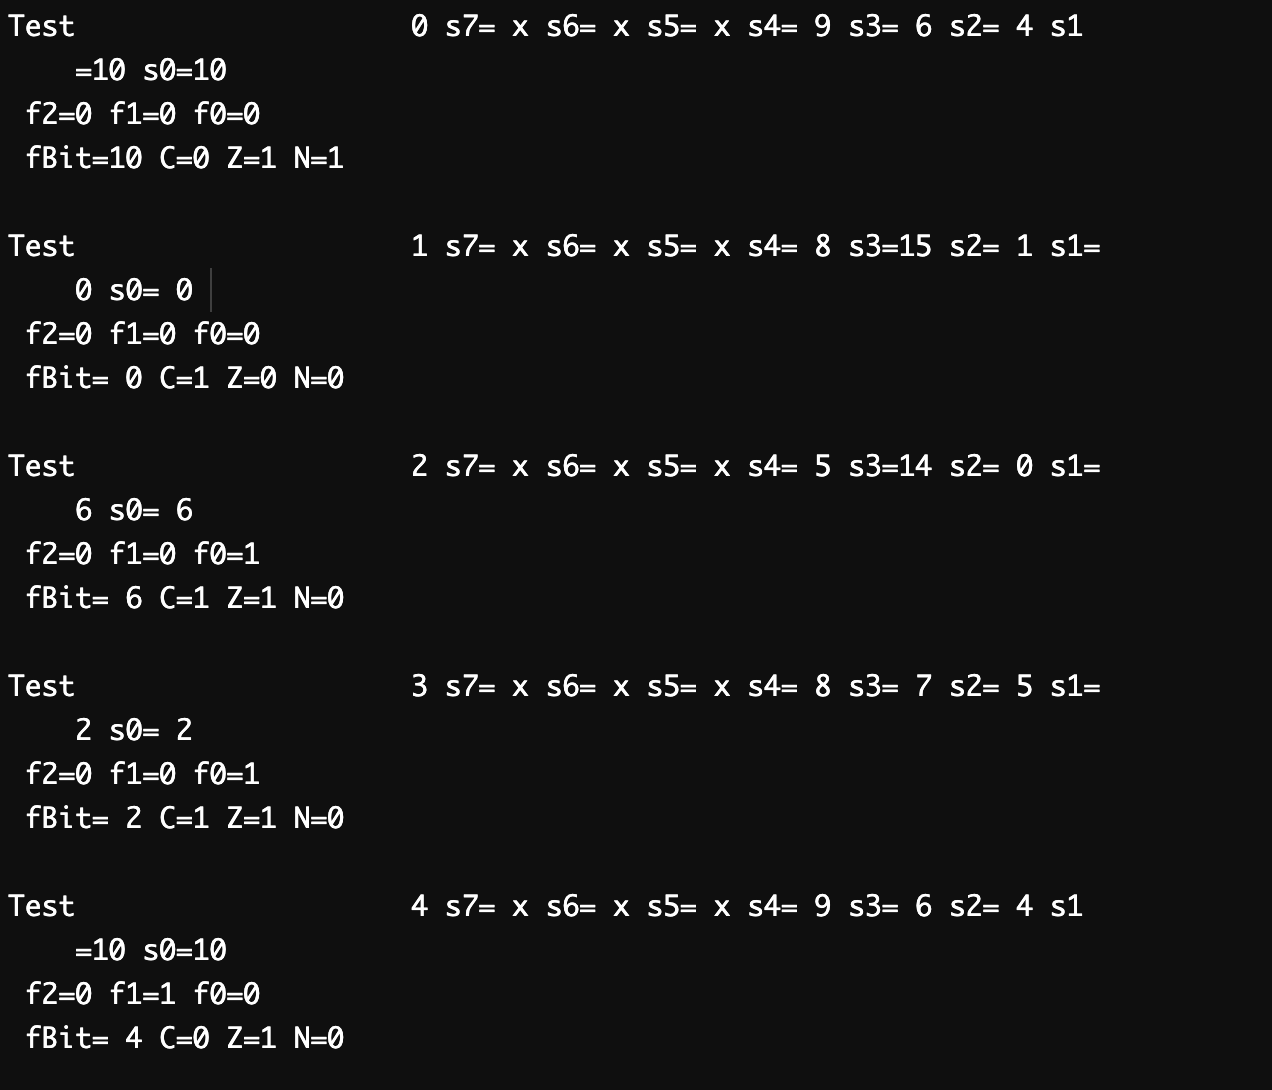 Test 0 s7= x s6= x s5= x s4= 9 s3= 6 s2= 4 s1
=10 s0=10
f2=0 f1=0 f0=0
fBit=10 C=0 Z=1 N=1
Test 1 s7= x s6= x s5= x s4= 8 s3=15 s2= 1 s1=
0 s0= 0
f2=0 f1=0 f0=0
fBit= 0 C=1 Z=0 N=0
Test 2 s7= x s6= x s5= x s4= 5 s3=14 s2= 0 s1=
6 s0= 6
f2=0 f1=0 f0=1
fBit= 6 C=1 Z=1 N=0
Test 3 s7= x s6= x s5= x s4= 8 s3= 7 s2= 5 s1=
2 s0= 2
f2=0 f1=0 f0=1
fBit= 2 C=1 Z=1 N=0
Test 4 s7= x s6= x s5= x s4= 9 s3= 6 s2= 4 s1
=10 s0=10
f2=0 f1=1 f0=0
fBit= 4 C=0 Z=1 N=0